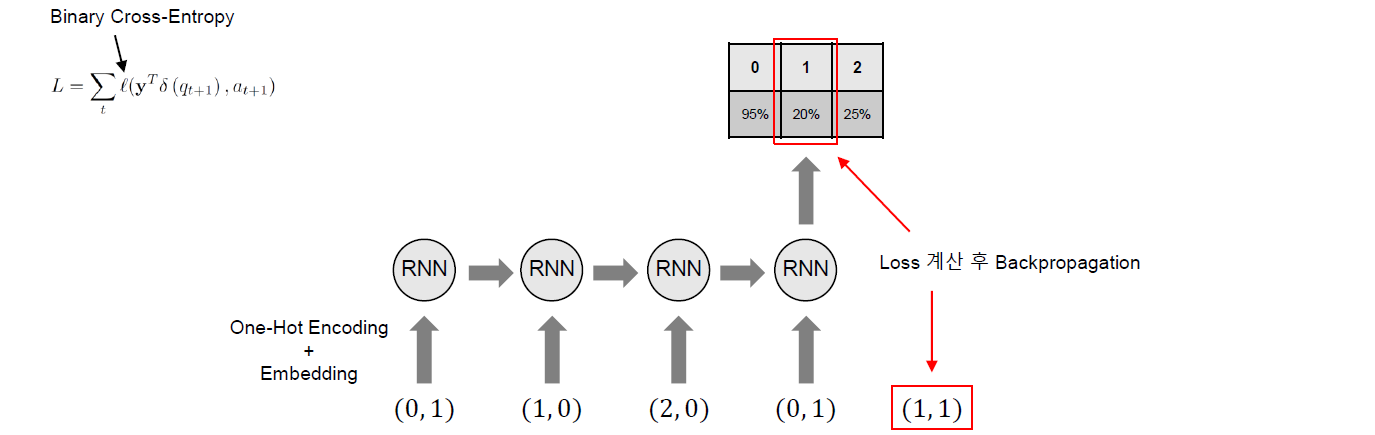 Binary Cross-Entropy
L = \sum_t \ell(\mathbf{y}^T \delta (q_{t+1}) , a_{t+1})
0 1 2
95% 20% 25%
RNN RNN RNN RNN
Loss 계산 후 Backpropagation
One-Hot Encoding
+
Embedding
(0, 1) (1, 0) (2, 0) (0, 1) (1, 1)